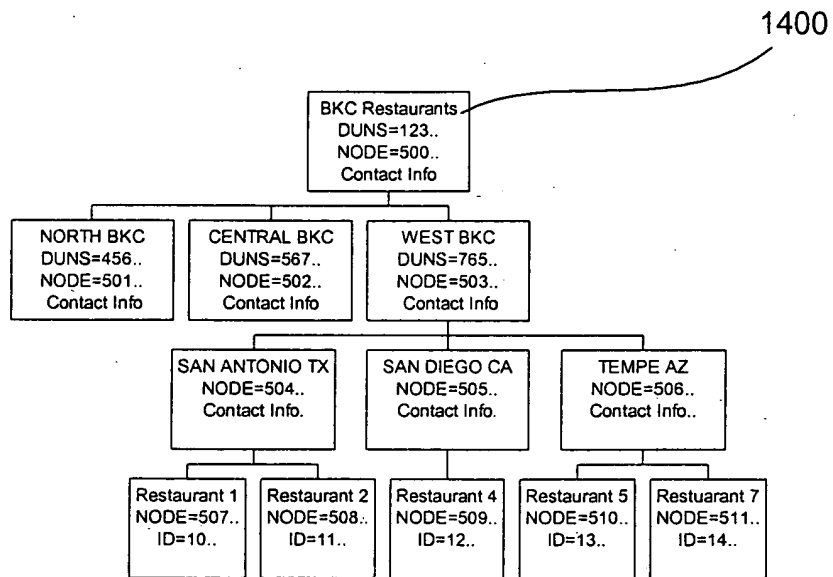 1400
BKC Restaurants
DUNS=123..
NODE=500..
Contact Info
NORTH BKC
DUNS=456..
NODE=501..
Contact Info
CENTRAL BKC
DUNS=567..
NODE=502..
Contact Info
WEST BKC
DUNS=765..
NODE=503..
Contact Info
SAN ANTONIO TX
NODE=504..
Contact Info.
SAN DIEGO CA
NODE=505..
Contact Info.
TEMPE AZ
NODE=506..
Contact Info..
Restaurant 1
NODE=507..
ID=10..
Restaurant 2
NODE=508..
ID=11..
Restaurant 4
NODE=509..
ID=12..
Restaurant 5
NODE=510..
ID=13..
Restuarant 7
NODE=511..
ID=14..